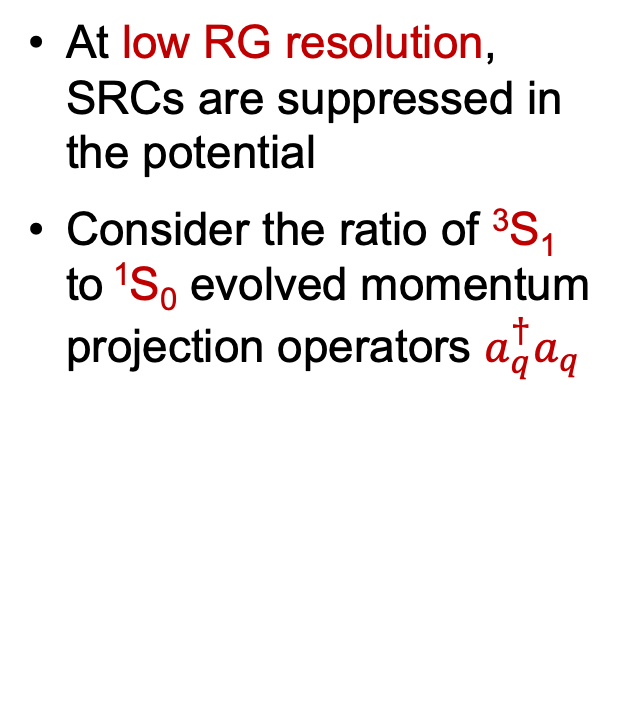 • At low RG resolution,
SRCs are suppressed in
the potential
• Consider the ratio of ³S₁
to ¹S₀ evolved momentum
projection operators a†qaq